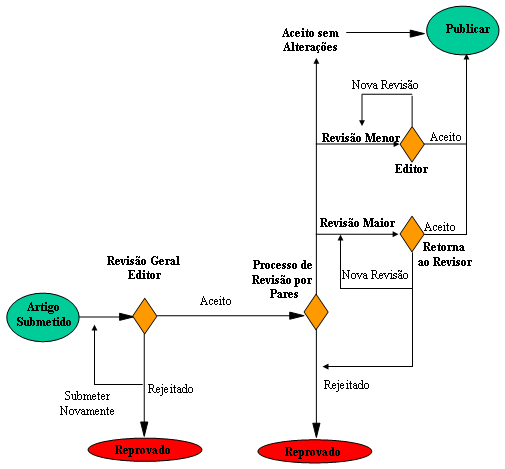 Publicar
Aceito sem
Alterações
Nova Revisão
Revisão Menor
Aceito
Editor
Revisão Maior
Aceito
Retorna
ao Revisor
Nova Revisão
Revisão Geral
Editor
Processo de
Revisão por
Pares
Artigo
Submetido
Aceito
Submeter
Novamente
Rejeitado
Rejeitado
Reprovado
Reprovado